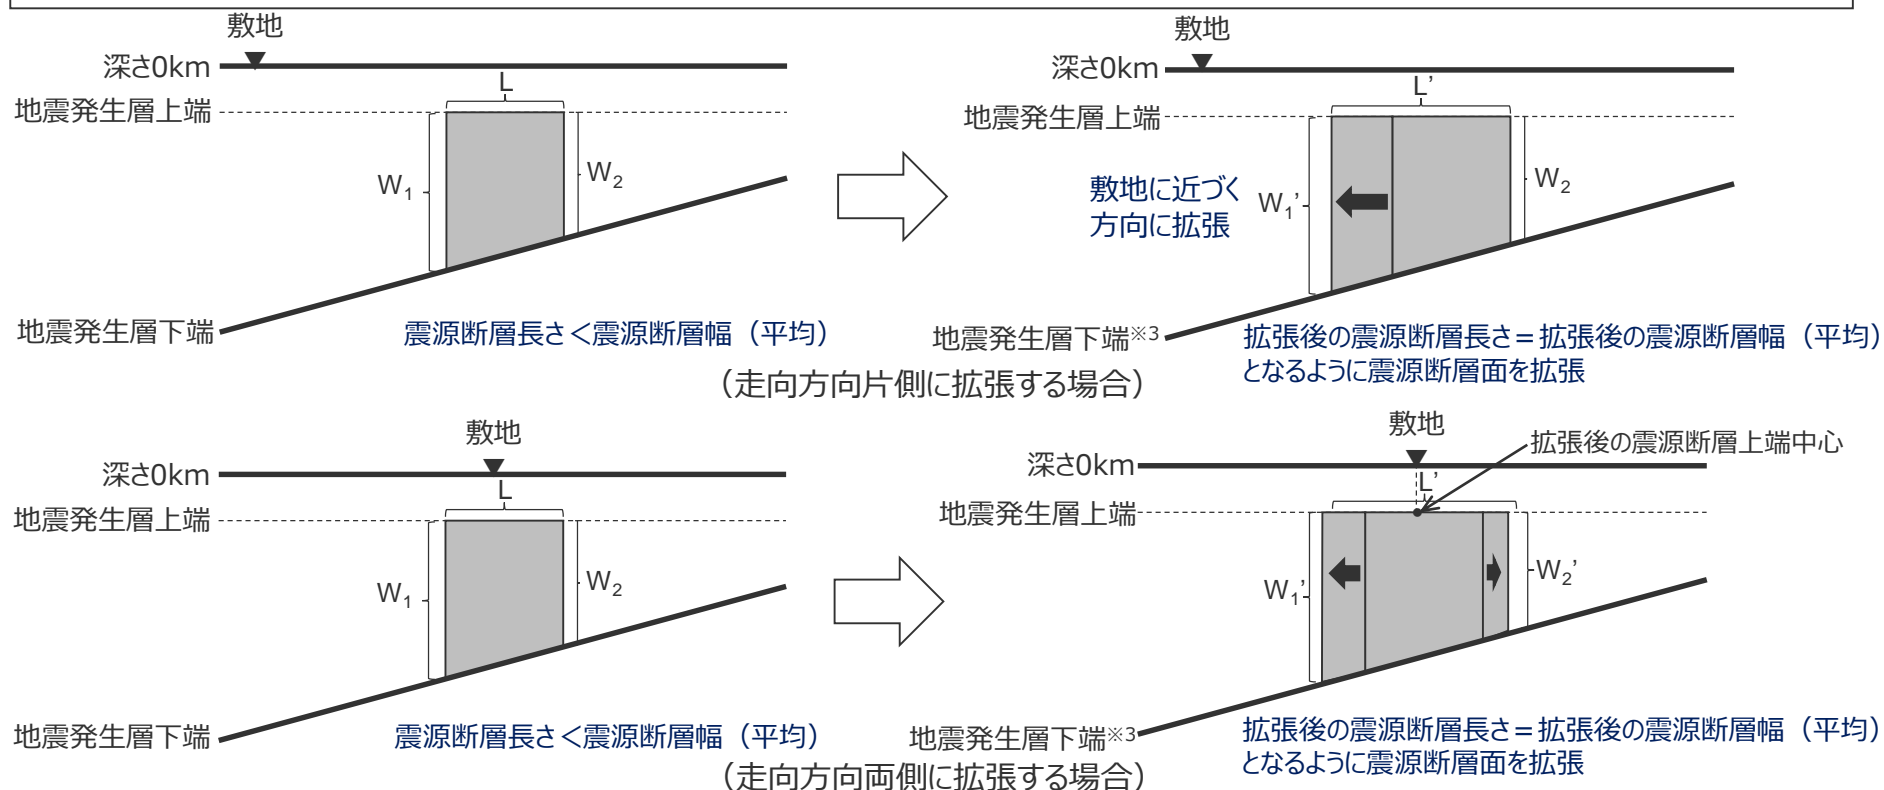 敷地
深さ0km
L
地震発生層上端
W1
W2
地震発生層下端
震源断層長さ<震源断層幅（平均）
敷地
深さ0km
L’
地震発生層上端
敷地に近づく
方向に拡張
W1’
W2
地震発生層下端※3
拡張後の震源断層長さ=拡張後の震源断層幅（平均）
となるように震源断層面を拡張
（走向方向片側に拡張する場合）
敷地
深さ0km
L
地震発生層上端
W1
W2
地震発生層下端
震源断層長さ<震源断層幅（平均）
敷地
拡張後の震源断層上端中心
深さ0km
L’
地震発生層上端
W1’
W2’
地震発生層下端※3
拡張後の震源断層長さ=拡張後の震源断層幅（平均）
となるように震源断層面を拡張
（走向方向両側に拡張する場合）